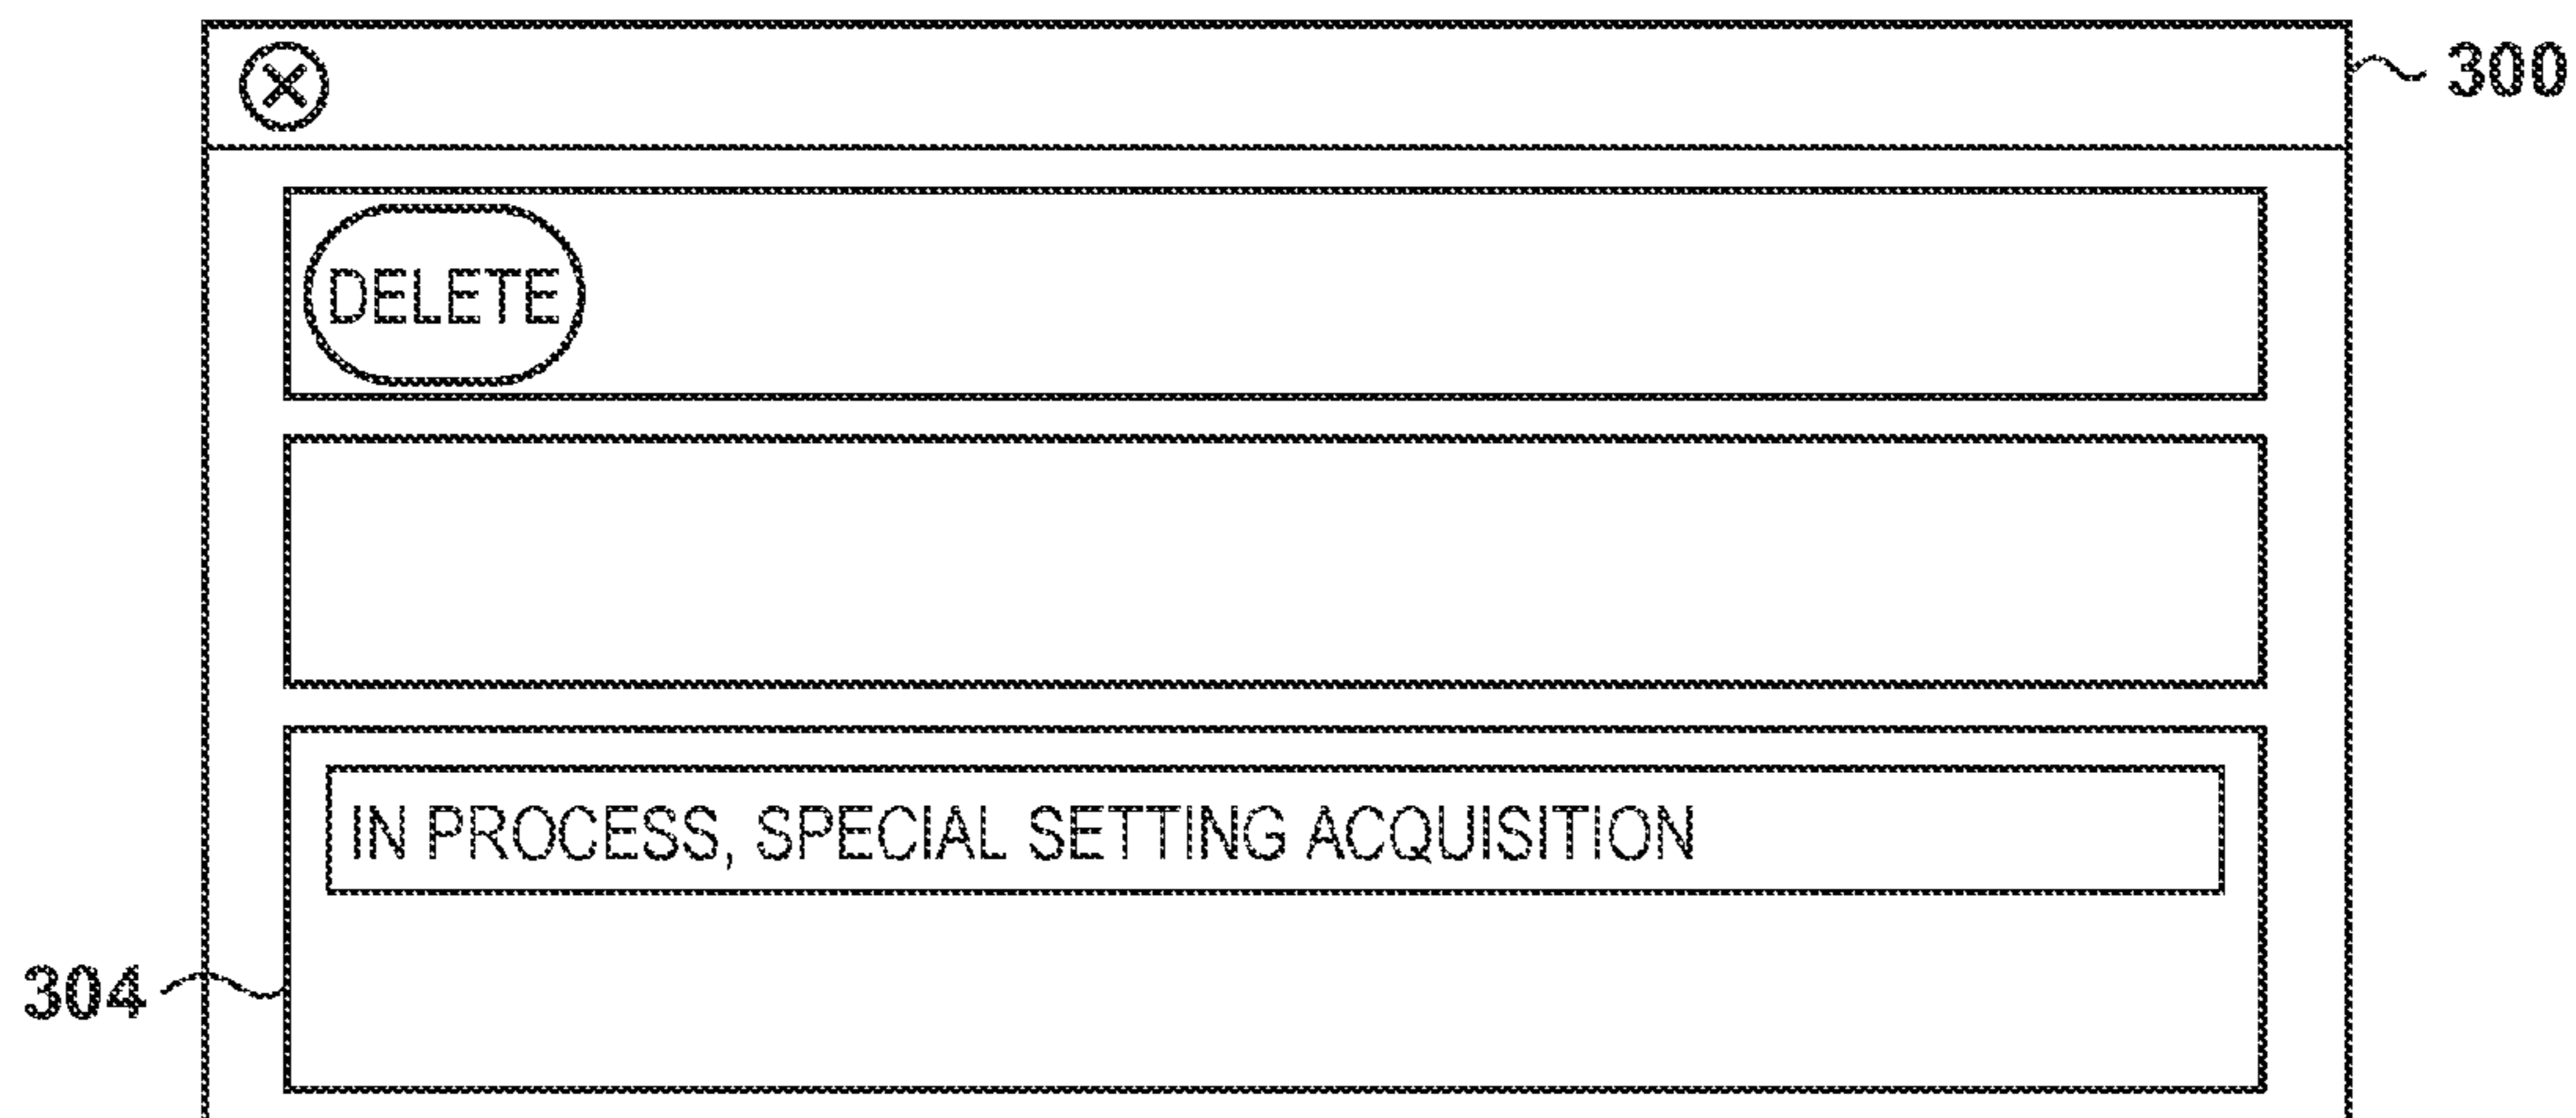 300
DELETE
IN PROCESS, SPECIAL SETTING ACQUISITION
304